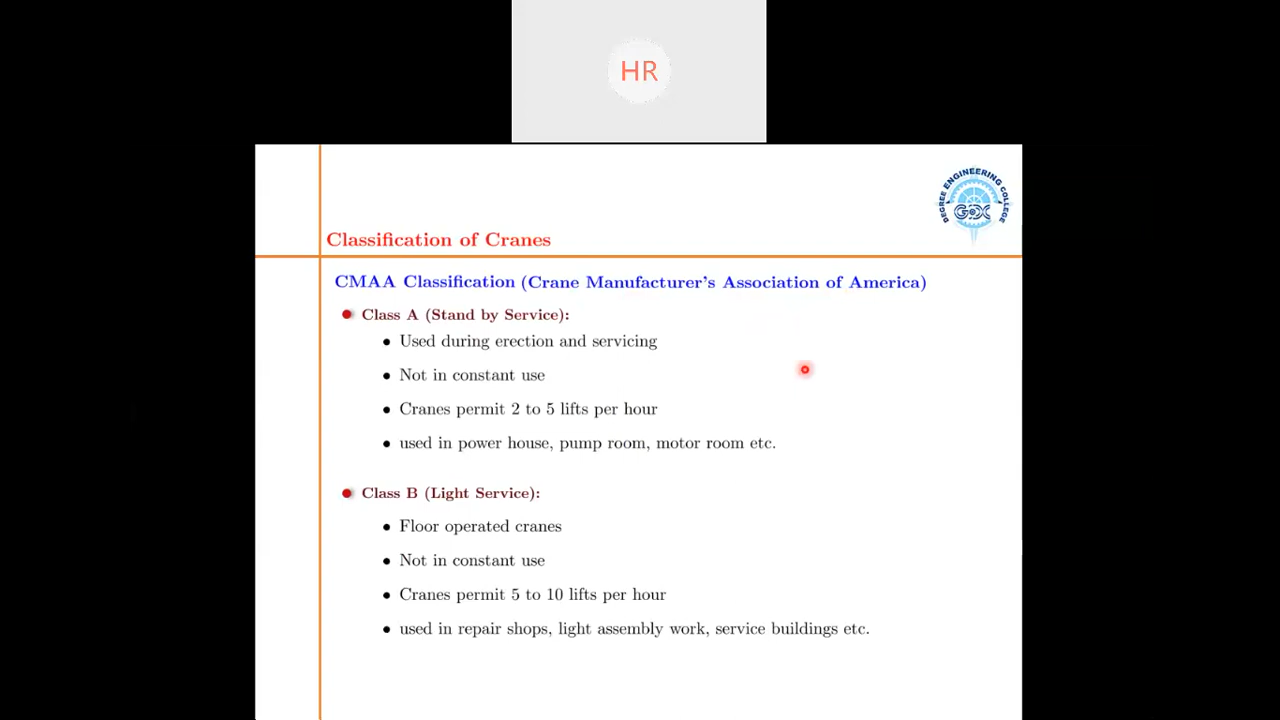 HR
DEGREE ENGINEERING COLLEGE
Classification of Cranes
CMAA Classification (Crane Manufacturer's Association of America)
Class A (Stand by Service):
Used during erection and servicing
Not in constant use
Cranes permit 2 to 5 lifts per hour
used in power house, pump room, motor room etc.
Class B (Light Service):
Floor operated cranes
Not in constant use
Cranes permit 5 to 10 lifts per hour
used in repair shops, light assembly work, service buildings etc.